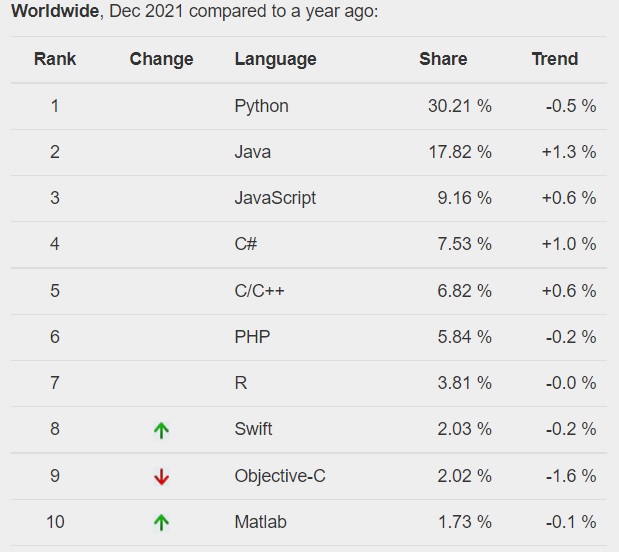 Worldwide, Dec 2021 compared to a year ago:
Rank Change Language Share Trend
1 Python 30.21 % -0.5 %
2 Java 17.82 % +1.3 %
3 JavaScript 9.16 % +0.6 %
4 C# 7.53 % +1.0 %
5 C/C++ 6.82 % +0.6 %
6 PHP 5.84 % -0.2 %
7 R 3.81 % -0.0 %
8 Swift 2.03 % -0.2 %
9 Objective-C 2.02 % -1.6 %
10 Matlab 1.73 % -0.1 %